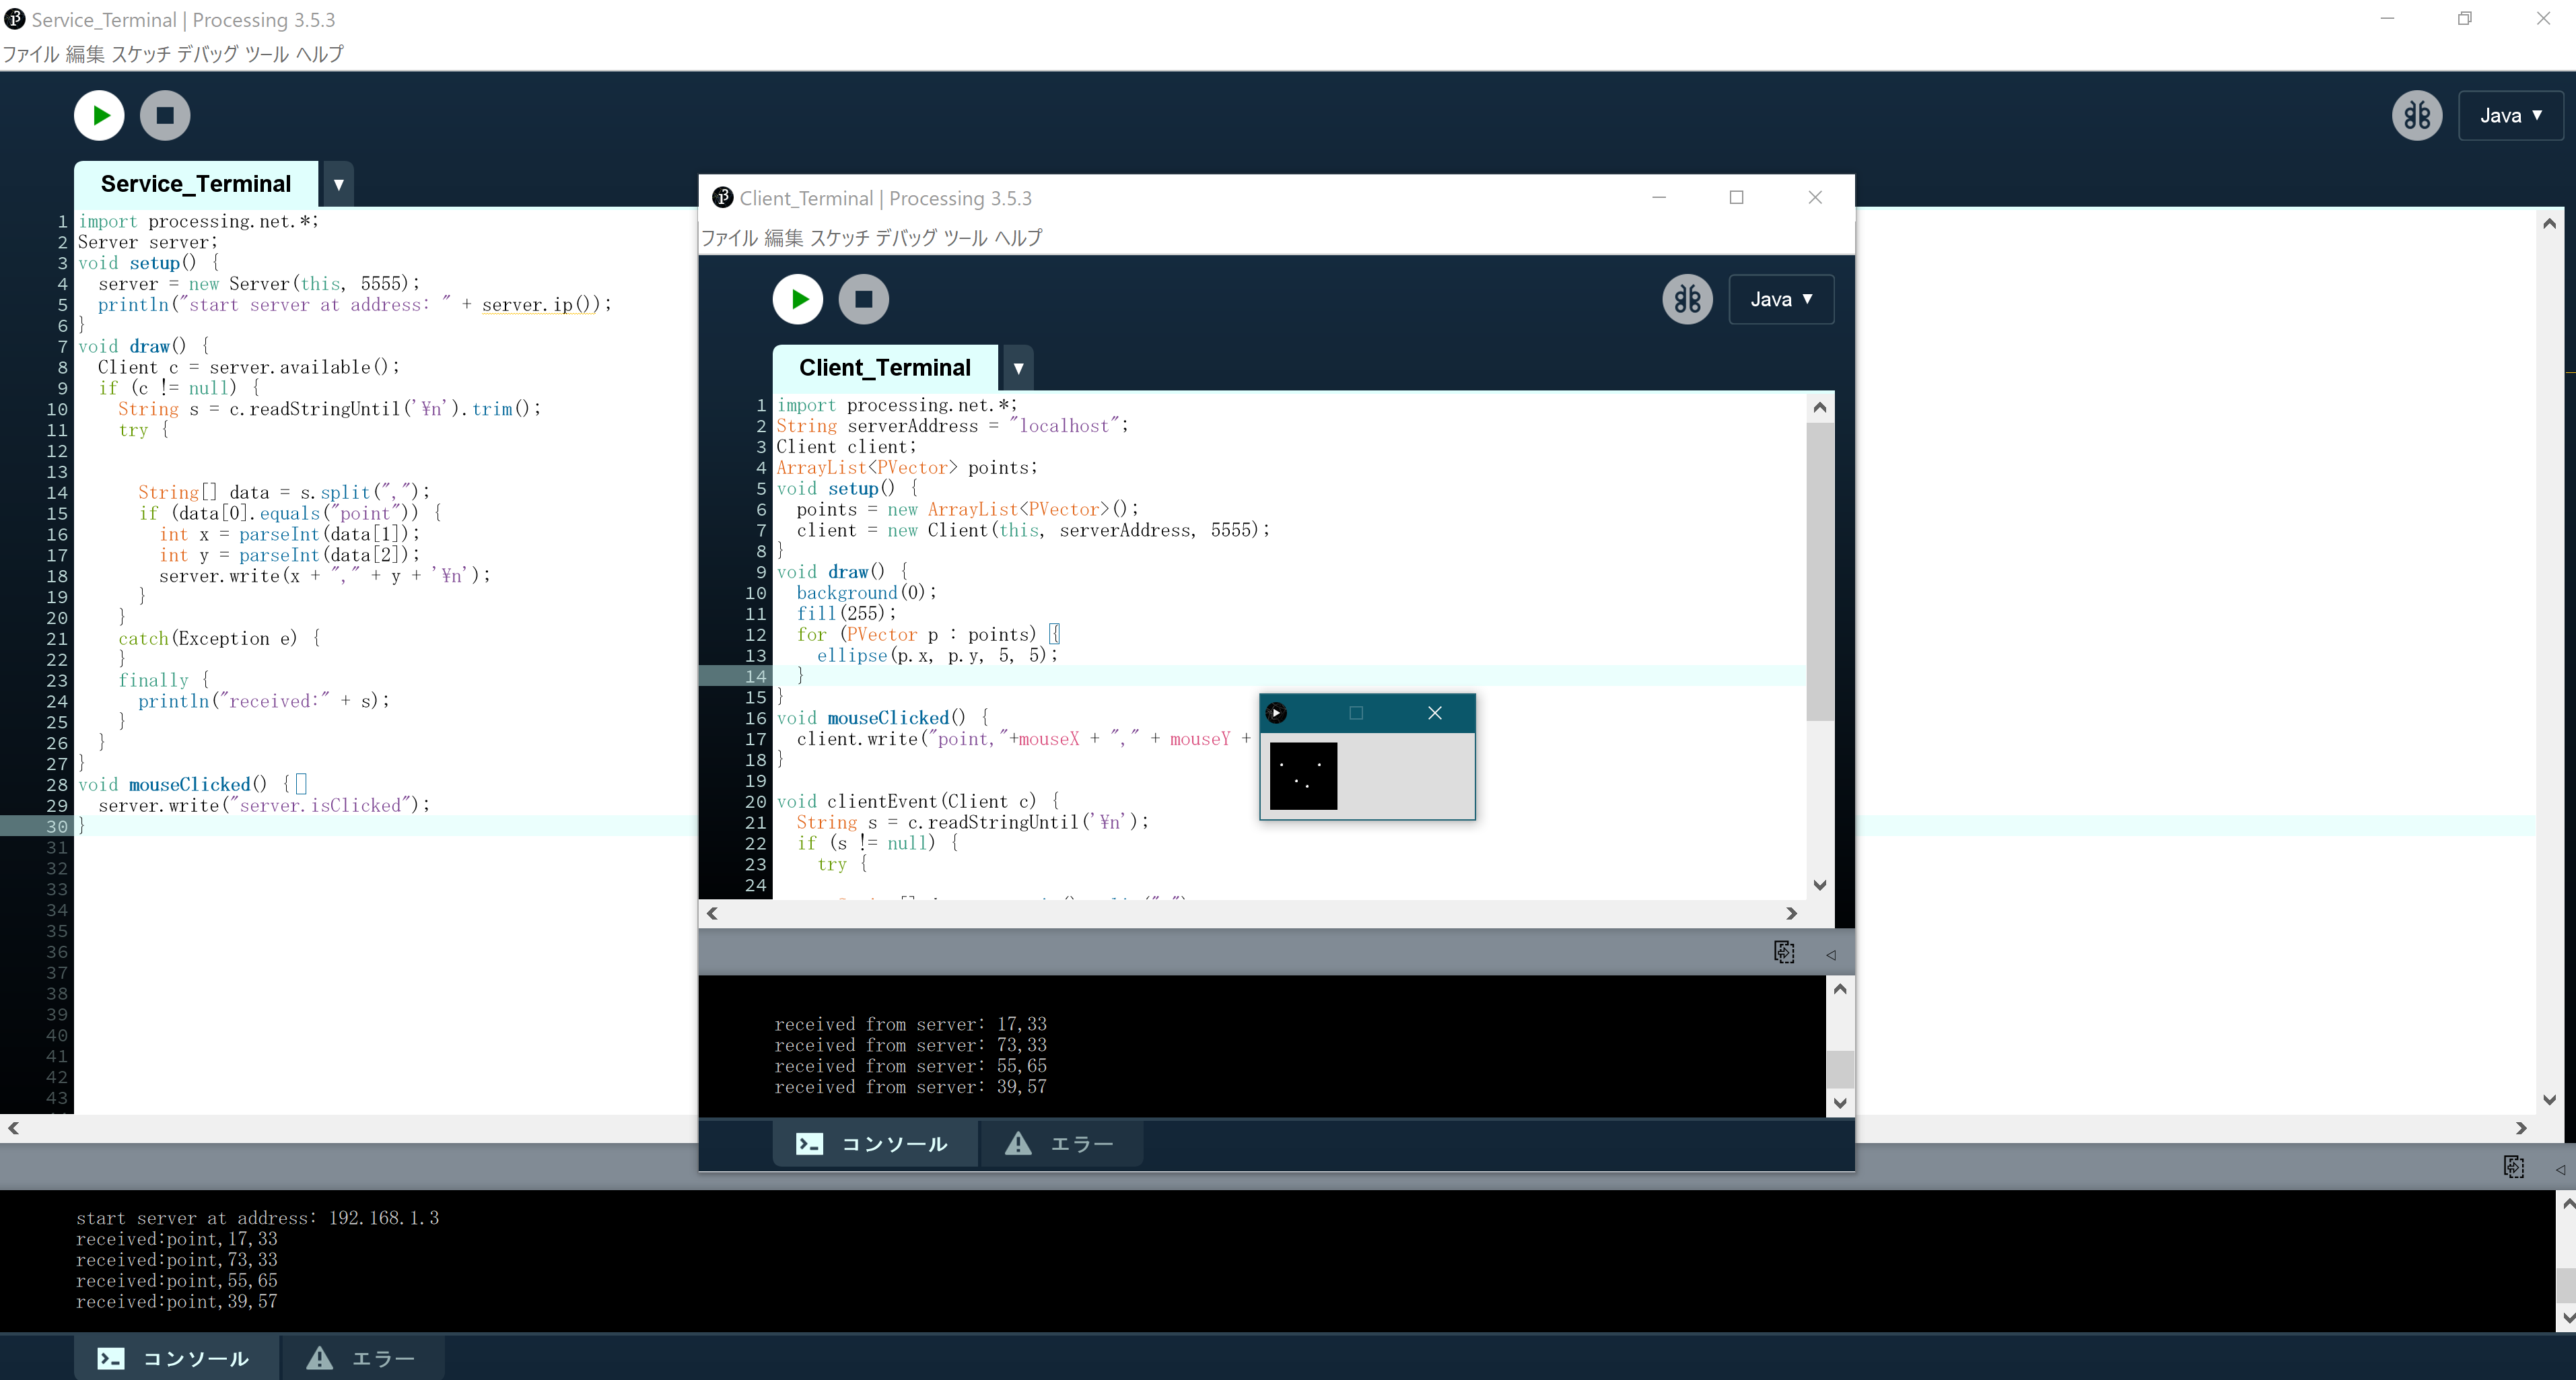 Service_Terminal | Processing 3.5.3
ファイル 編集 スケッチ デバッグ ツール ヘルプ
Java ▼
Service_Terminal ▼
1 import processing.net.*;
2 Server server;
3 void setup() {
4 server = new Server(this, 5555);
5 println("start server at address: " + server.ip());
6 }
7 void draw() {
8 Client c = server.available();
9 if (c != null) {
10 String s = c.readStringUntil('¥n').trim();
11 try {
12
13
14 String[] data = s.split(",");
15 if (data[0].equals("point")) {
16 int x = parseInt(data[1]);
17 int y = parseInt(data[2]);
18 server.write(x + "," + y + '¥n');
19 }
20 }
21 catch(Exception e) {
22 }
23 finally {
24 println("received:" + s);
25 }
26 }
27 }
28 void mouseClicked() {
29 server.write("server.isClicked");
30 }
31
32
33
34
35
36
37
38
39
40
41
42
43
Client_Terminal | Processing 3.5.3
ファイル 編集 スケッチ デバッグ ツール ヘルプ
Java ▼
Client_Terminal ▼
1 import processing.net.*;
2 String serverAddress = "localhost";
3 Client client;
4 ArrayList<PVector> points;
5 void setup() {
6 points = new ArrayList<PVector>();
7 client = new Client(this, serverAddress, 5555);
8 }
9 void draw() {
10 background(0);
11 fill(255);
12 for (PVector p : points) {
13 ellipse(p.x, p.y, 5, 5);
14 }
15 }
16 void mouseClicked() {
17 client.write("point,"+mouseX + "," + mouseY +
18 }
19
20 void clientEvent(Client c) {
21 String s = c.readStringUntil('¥n');
22 if (s != null) {
23 try {
24
received from server: 17,33
received from server: 73,33
received from server: 55,65
received from server: 39,57
コンソール エラー
start server at address: 192.168.1.3
received:point,17,33
received:point,73,33
received:point,55,65
received:point,39,57
コンソール エラー